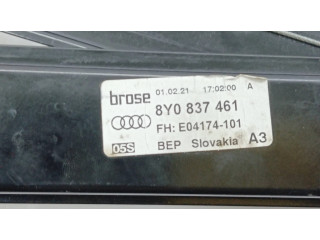 brose 01.02.21 17:02:00 A
8Y0 837 461
FH: E04174-101
05S BEP Slovakia A3